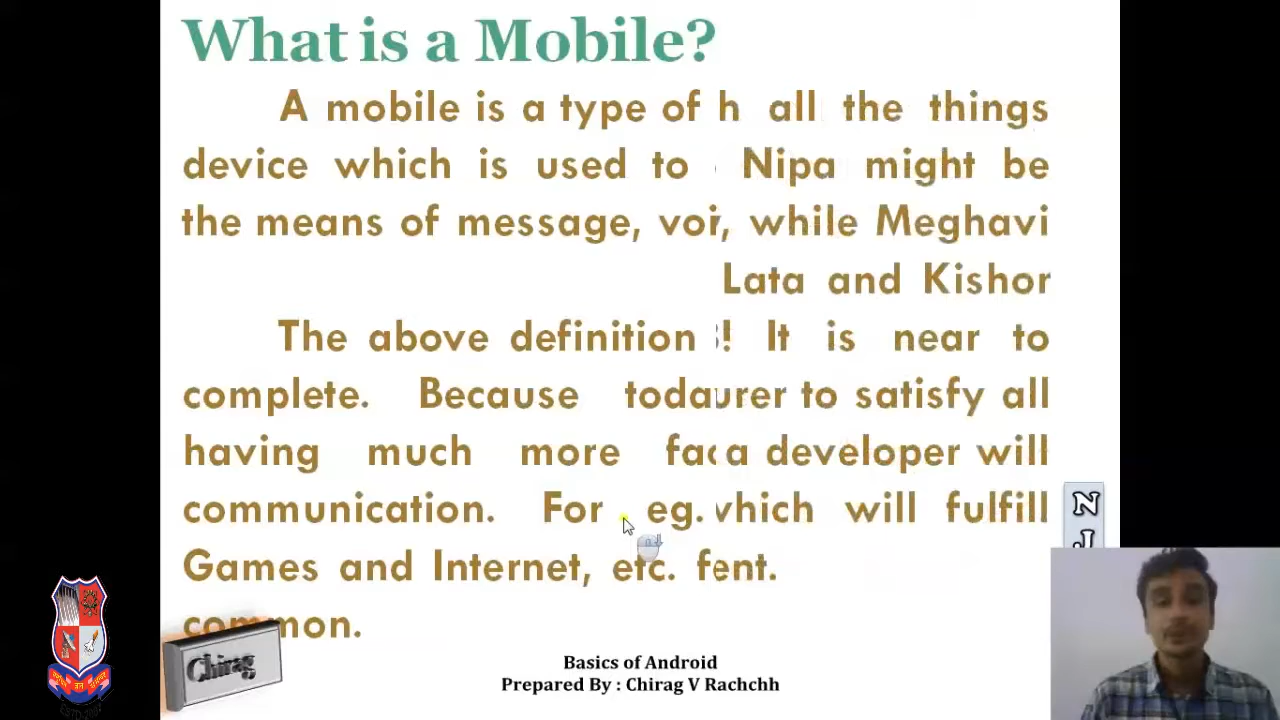 What is a Mobile?
A mobile is a type of h all the things
device which is used to Nipa might be
the means of message, voi, while Meghavi
Lata and Kishor
The above definition ! It is near to
complete. Because todaurer to satisfy all
having much more fa a developer will
communication. For eg. which will fulfill
Games and Internet, etc. fent.
common.
N
J
Chirag
Basics of Android
Prepared By : Chirag V Rachchh